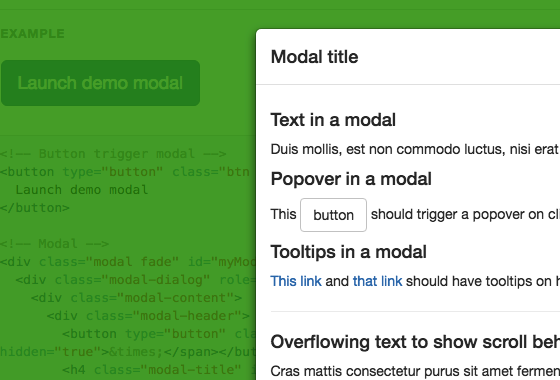 EXAMPLE
Launch demo modal
<!-- Button trigger modal -->
<button type="button" class="btn
Launch demo modal
</button>
<!-- Modal -->
<div class="modal fade" id="myMod
<div class="modal-dialog" role=
<div class="modal-content">
<div class="modal-header">
<button type="button" cla
hidden="true">&times;</span></but
<h4 class="modal-title" i
Modal title
Text in a modal
Duis mollis, est non commodo luctus, nisi erat
Popover in a modal
This button should trigger a popover on cli
Tooltips in a modal
This link and that link should have tooltips on h
Overflowing text to show scroll beh
Cras mattis consectetur purus sit amet fermen